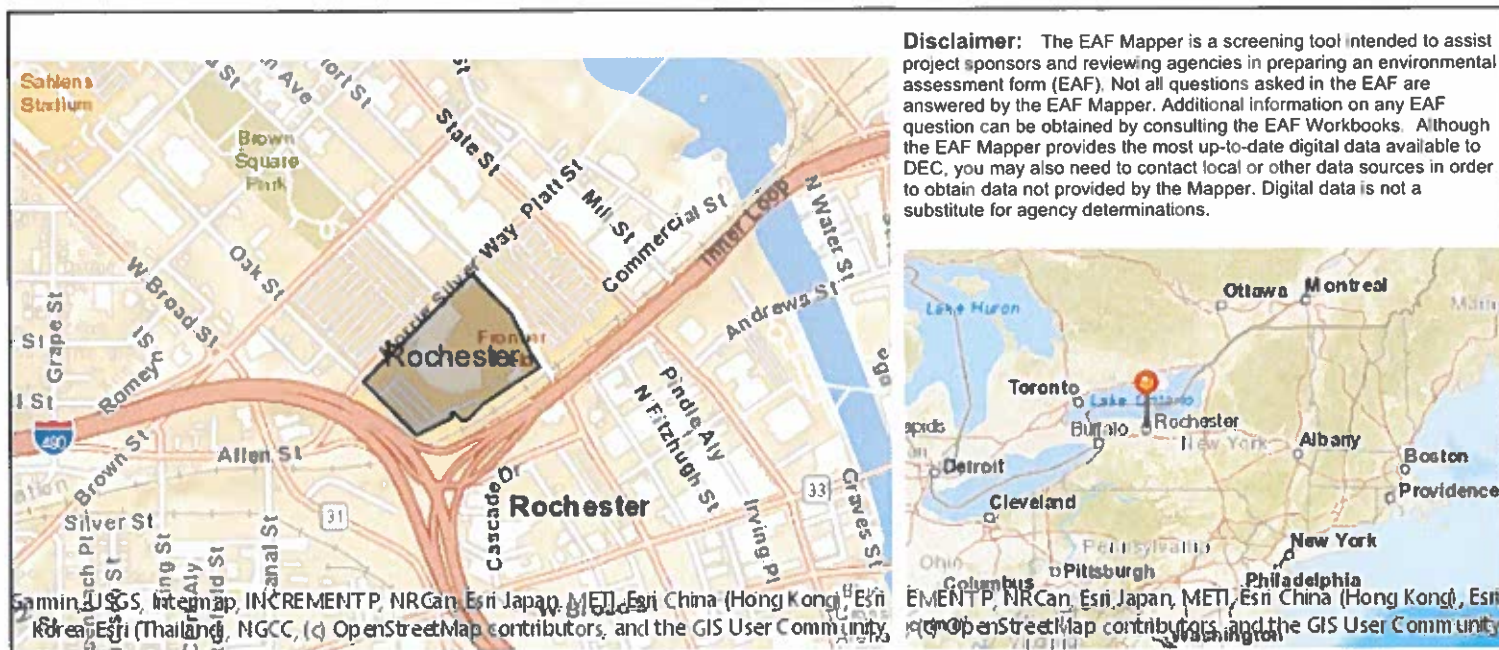 Disclaimer: The EAF Mapper is a screening tool intended to assist
project sponsors and reviewing agencies in preparing an environmental
assessment form (EAF). Not all questions asked in the EAF are
answered by the EAF Mapper. Additional information on any EAF
question can be obtained by consulting the EAF Workbooks. Although
the EAF Mapper provides the most up-to-date digital data available to
DEC, you may also need to contact local or other data sources in order
to obtain data not provided by the Mapper. Digital data is not a
substitute for agency determinations.
Sahlens
Stadium
Brown
Square
Park
State St
Platt St
Mill St
Commercial St
Inner Loop
N Water St
Andrews St
Oak St
W Broad St
Grape St
Morrie Silver Way
Rochester
Romeyn St
490
Allen St
Brown St
Silver St
31
Cascade Dr
Rochester
N Fitzhugh St
Pindle Aly
Irving Pl
33
Graves St
Canal St
Garmin, USGS, Intermap, INCREMENT P, NRCan, Esri Japan, METI, Esri China (Hong Kong), Esri
Korea, Esri (Thailand), NGCC, (c) OpenStreetMap contributors, and the GIS User Community
Lake Huron
Ottawa
Montreal
Toronto
Lake Ontario
Rochester
Buffalo
New York
Albany
Boston
Detroit
Providence
Cleveland
New York
Pennsylvania
Ohio
Pittsburgh
Philadelphia
Columbus
EMENT P, NRCan, Esri Japan, METI, Esri China (Hong Kong), Esri
(c) OpenStreetMap contributors, and the GIS User Community
Washington